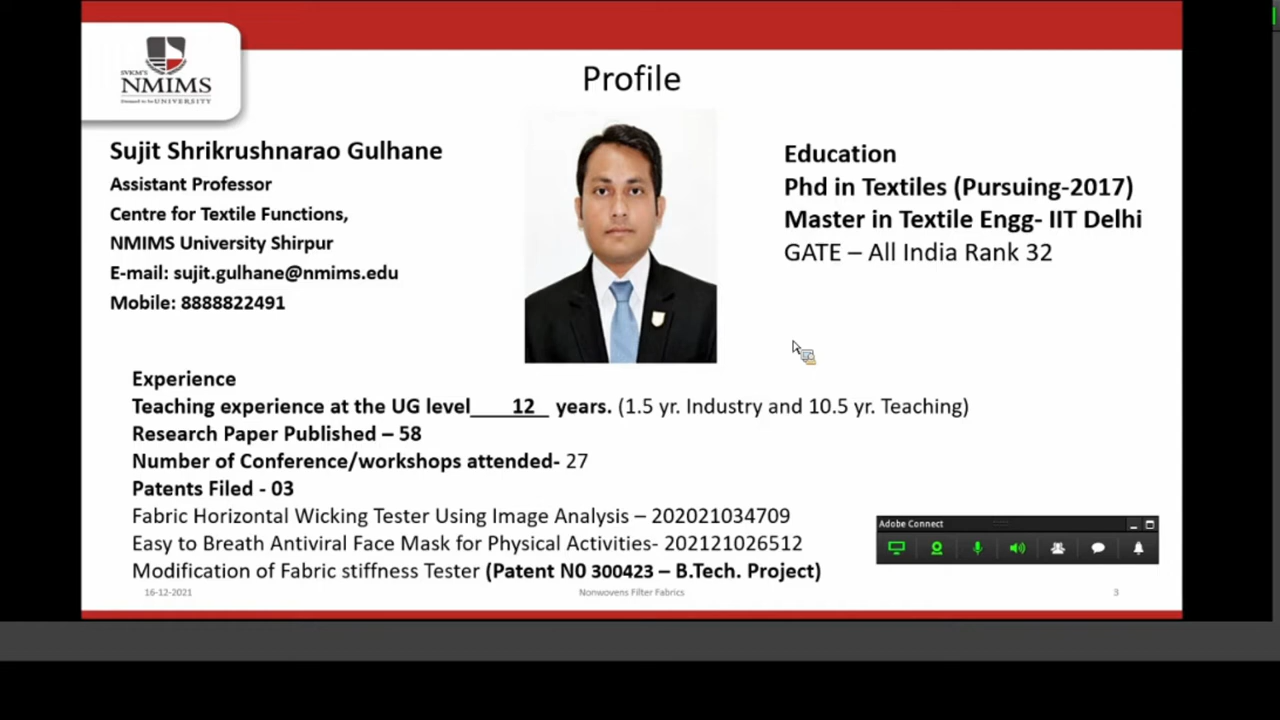 SVKM'S
NMIMS
Deemed to be UNIVERSITY
Profile
Sujit Shrikrushnarao Gulhane
Assistant Professor
Centre for Textile Functions,
NMIMS University Shirpur
E-mail: sujit.gulhane@nmims.edu
Mobile: 8888822491
Education
Phd in Textiles (Pursuing-2017)
Master in Textile Engg- IIT Delhi
GATE – All India Rank 32
Experience
Teaching experience at the UG level____12_ years. (1.5 yr. Industry and 10.5 yr. Teaching)
Research Paper Published – 58
Number of Conference/workshops attended- 27
Patents Filed - 03
Fabric Horizontal Wicking Tester Using Image Analysis – 202021034709
Easy to Breath Antiviral Face Mask for Physical Activities- 202121026512
Modification of Fabric stiffness Tester (Patent N0 300423 – B.Tech. Project)
Adobe Connect
16-12-2021
Nonwovens Filter Fabrics
3